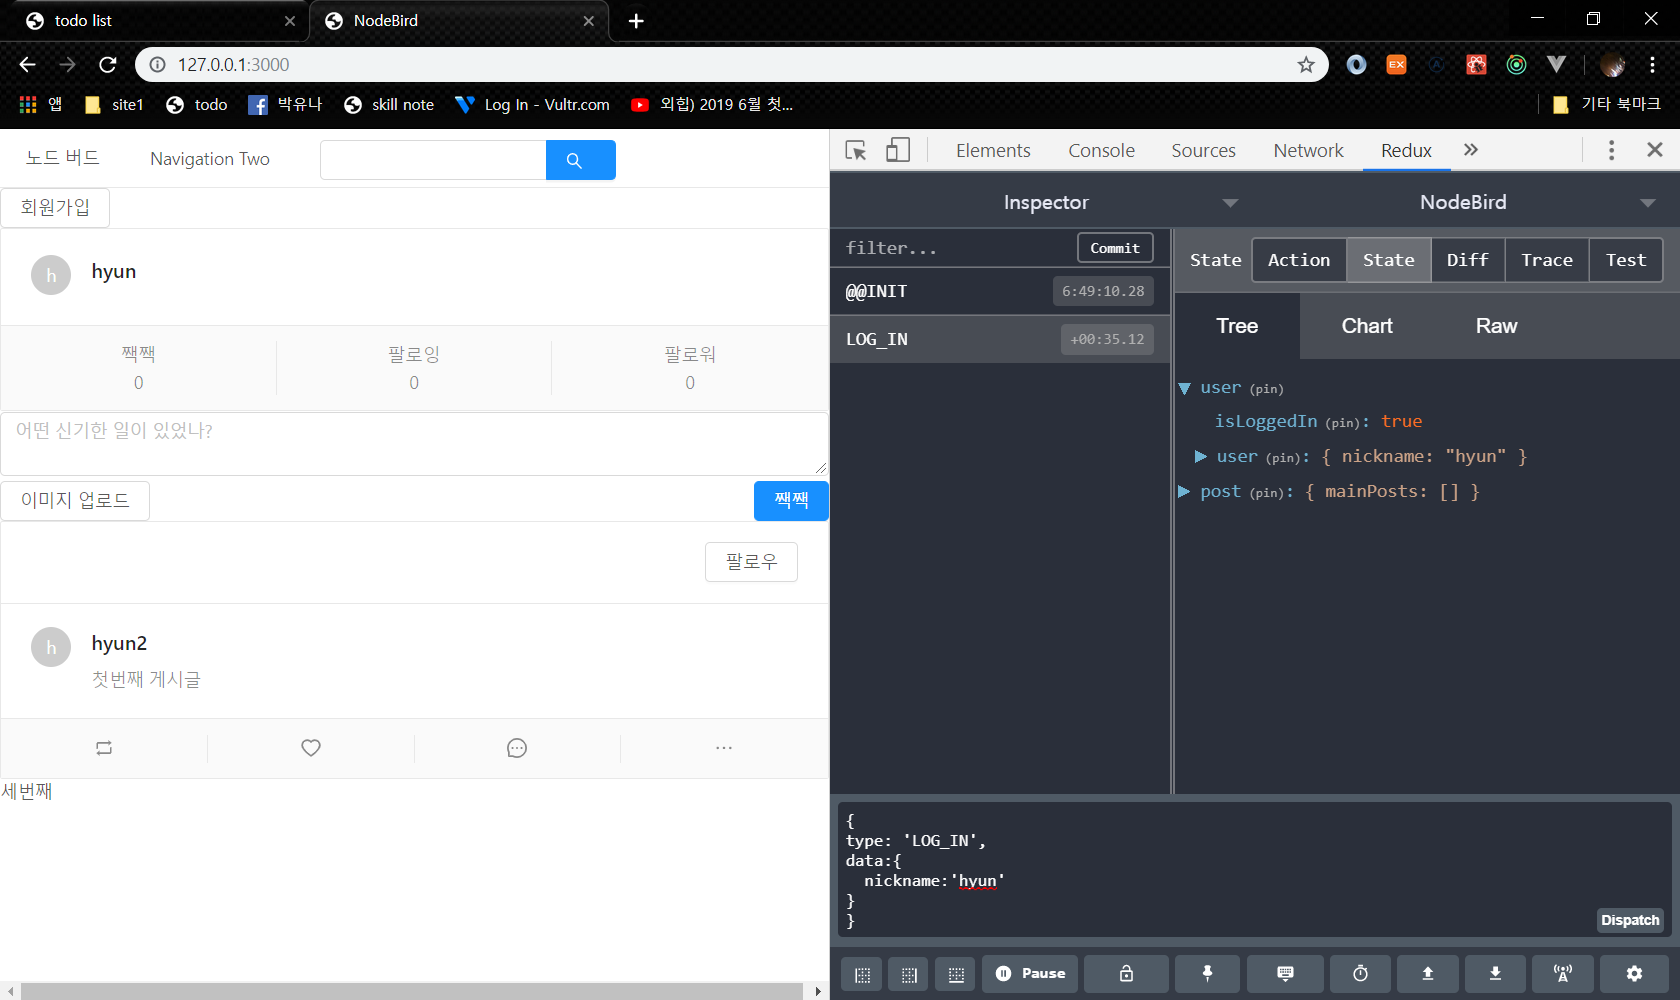 todo list
NodeBird
127.0.0.1:3000
앱
site1
todo
박유나
skill note
Log In - Vultr.com
외힙) 2019 6월 첫...
기타 북마크
노드 버드
Navigation Two
회원가입
h
hyun
짹짹
0
팔로잉
0
팔로워
0
어떤 신기한 일이 있었나?
이미지 업로드
짹짹
팔로우
h
hyun2
첫번째 게시글
세번째
Elements
Console
Sources
Network
Redux
Inspector
NodeBird
filter...
Commit
@@INIT
6:49:10.28
LOG_IN
+00:35.12
State
Action
State
Diff
Trace
Test
Tree
Chart
Raw
user (pin)
isLoggedIn (pin): true
user (pin): { nickname: "hyun" }
post (pin): { mainPosts: [] }
{
type: 'LOG_IN',
data:{
nickname:'hyun'
}
}
Dispatch
Pause